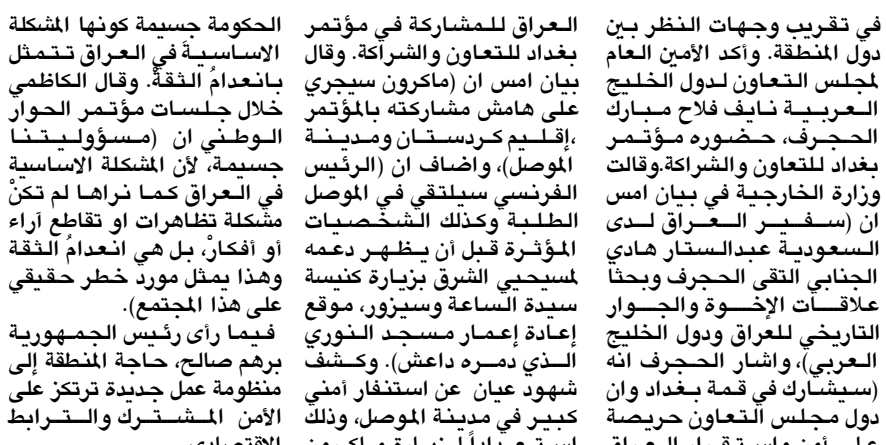 في تقريب وجهات النظر بين
دول المنطقة. وأكد الأمين العام
لمجلس التعاون لدول الخليج
العربية نايف فلاح مبارك
الحجرف، حضوره مؤتمر
بغداد للتعاون والشراكة.وقالت
وزارة الخارجية في بيان امس
ان (سفير العراق لدى
السعودية عبدالستار هادي
الجنابي التقى الحجرف وبحثا
علاقات الإخوة والجوار
التاريخي للعراق ودول الخليج
العربي)، واشار الحجرف انه
(سيشارك في قمة بغداد وان
دول مجلس التعاون حريصة
العراق للمشاركة في مؤتمر
بغداد للتعاون والشراكة. وقال
بيان امس ان (ماكرون سيجري
على هامش مشاركته بالمؤتمر
،إقليم كردستان ومدينة
الموصل)، واضاف ان (الرئيس
الفرنسي سيلتقي في الموصل
الطلبة وكذلك الشخصيات
المؤثرة قبل أن يظهر دعمه
لمسيحيي الشرق بزيارة كنيسة
سيدة الساعة وسيزور، موقع
إعادة إعمار مسجد النوري
الذي دمره داعش). وكشف
شهود عيان عن استنفار أمني
كبير في مدينة الموصل، وذلك
الحكومة جسيمة كونها المشكلة
الاساسيةَ في العراق تتمثل
بانعدامُ الثقةْ. وقال الكاظمي
خلال جلسات مؤتمر الحوار
الوطني ان (مسؤوليتنا
جسيمة، لأن المشكلة الاساسية
في العراق كما نراها لم تكنْ
مشكلة تظاهرات او تقاطع آراء
أو أفكارْ، بل هي انعدامُ الثقة
وهذا يمثل مورد خطر حقيقي
على هذا المجتمع).
فيما رأى رئيس الجمهورية
برهم صالح، حاجة المنطقة إلى
منظومة عمل جديدة ترتكز على
الأمن المشترك والترابط